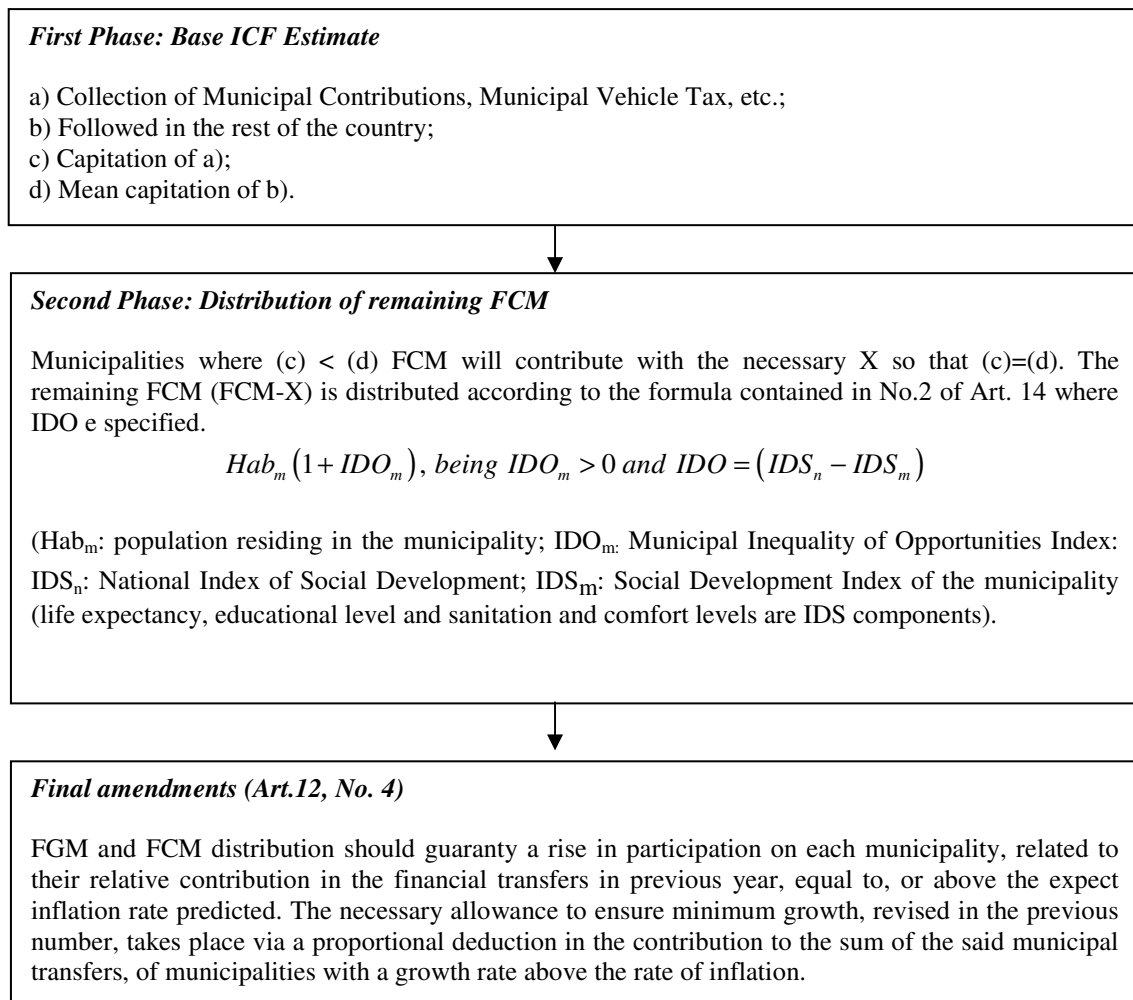 First Phase: Base ICF Estimate
a) Collection of Municipal Contributions, Municipal Vehicle Tax, etc.;
b) Followed in the rest of the country;
c) Capitation of a);
d) Mean capitation of b).
Second Phase: Distribution of remaining FCM
Municipalities where (c) < (d) FCM will contribute with the necessary X so that (c)=(d). The
remaining FCM (FCM-X) is distributed according to the formula contained in No.2 of Art. 14 where
IDO e specified.
Hab_m (1 + IDO_m), being IDO_m > 0 and IDO = (IDS_n − IDS_m)
(Hab_m: population residing in the municipality; IDO_m: Municipal Inequality of Opportunities Index:
IDS_n: National Index of Social Development; IDS_m: Social Development Index of the municipality
(life expectancy, educational level and sanitation and comfort levels are IDS components).
Final amendments (Art.12, No. 4)
FGM and FCM distribution should guaranty a rise in participation on each municipality, related to
their relative contribution in the financial transfers in previous year, equal to, or above the expect
inflation rate predicted. The necessary allowance to ensure minimum growth, revised in the previous
number, takes place via a proportional deduction in the contribution to the sum of the said municipal
transfers, of municipalities with a growth rate above the rate of inflation.